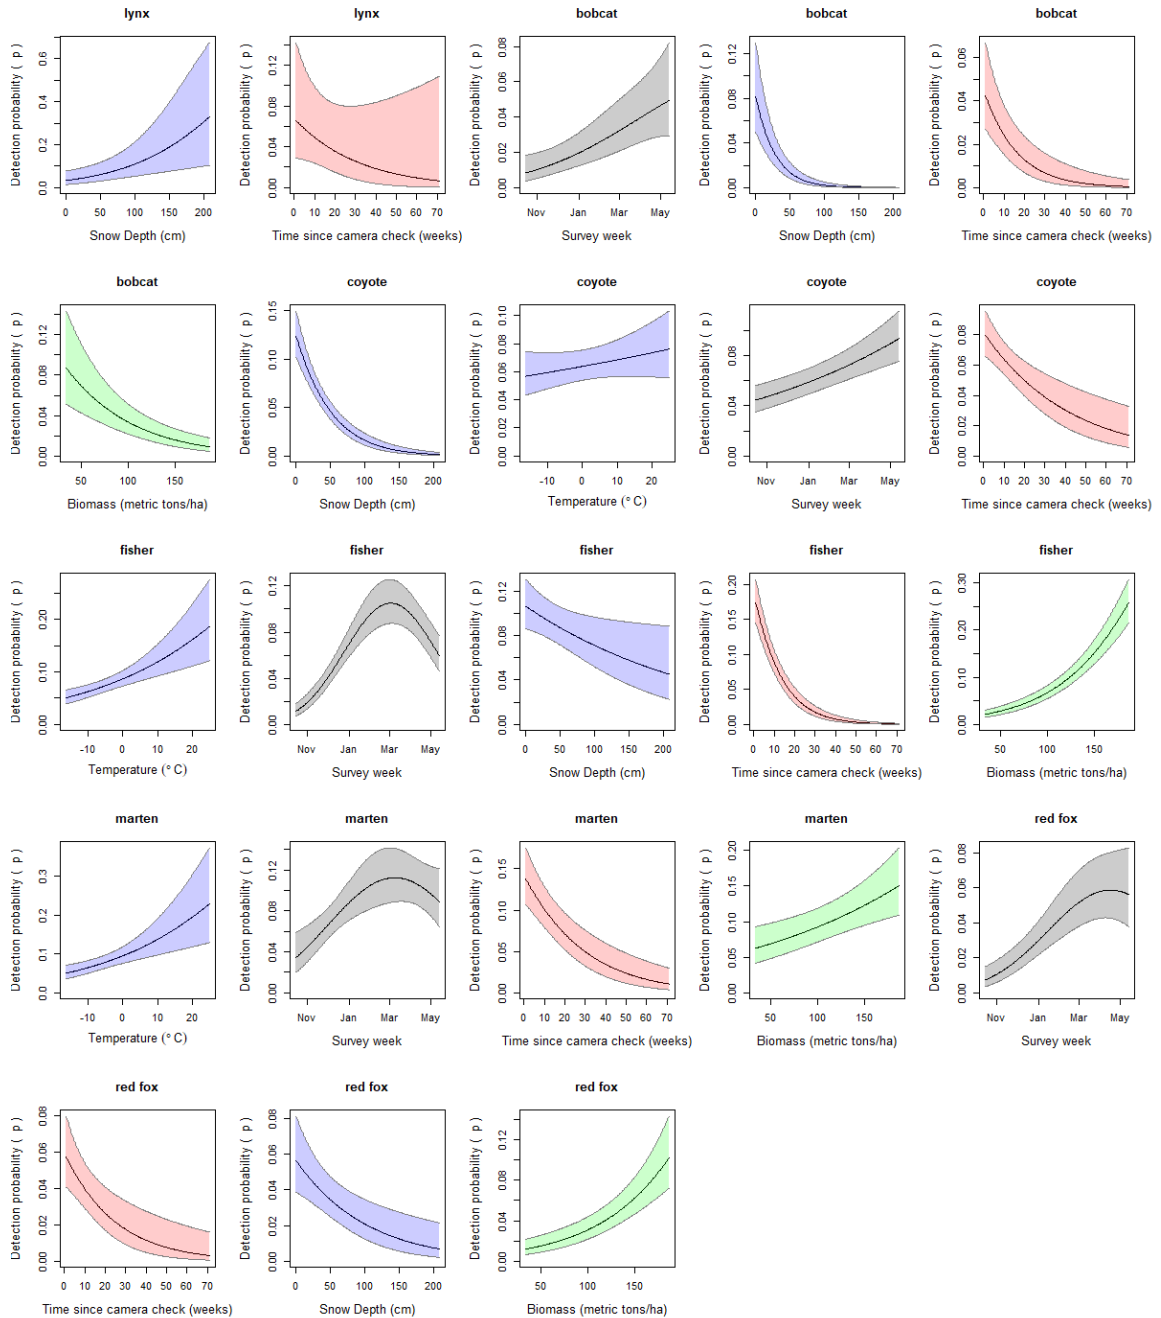 lynx
lynx
bobcat
bobcat
bobcat
Detection probability ( p )
0.0 0.2 0.4 0.6
0 50 100 150 200
Snow Depth (cm)
Detection probability ( p )
0.00 0.04 0.08 0.12
0 10 20 30 40 50 60 70
Time since camera check (weeks)
Detection probability ( p )
0.00 0.02 0.04 0.06 0.08
Nov Jan Mar May
Survey week
Detection probability ( p )
0.00 0.04 0.08 0.12
0 50 100 150 200
Snow Depth (cm)
Detection probability ( p )
0.00 0.02 0.04 0.06
0 10 20 30 40 50 60 70
Time since camera check (weeks)
bobcat
coyote
coyote
coyote
coyote
Detection probability ( p )
0.00 0.04 0.08 0.12
50 100 150
Biomass (metric tons/ha)
Detection probability ( p )
0.00 0.05 0.10 0.15
0 50 100 150 200
Snow Depth (cm)
Detection probability ( p )
0.00 0.02 0.04 0.06 0.08 0.10
-10 0 10 20
Temperature (° C)
Detection probability ( p )
0.00 0.04 0.08
Nov Jan Mar May
Survey week
Detection probability ( p )
0.00 0.02 0.04 0.06 0.08
0 10 20 30 40 50 60 70
Time since camera check (weeks)
fisher
fisher
fisher
fisher
fisher
Detection probability ( p )
0.00 0.10 0.20
-10 0 10 20
Temperature (° C)
Detection probability ( p )
0.00 0.04 0.08 0.12
Nov Jan Mar May
Survey week
Detection probability ( p )
0.00 0.04 0.08 0.12
0 50 100 150 200
Snow Depth (cm)
Detection probability ( p )
0.00 0.05 0.10 0.15 0.20
0 10 20 30 40 50 60 70
Time since camera check (weeks)
Detection probability ( p )
0.00 0.10 0.20 0.30
50 100 150
Biomass (metric tons/ha)
marten
marten
marten
marten
red fox
Detection probability ( p )
0.0 0.1 0.2 0.3
-10 0 10 20
Temperature (° C)
Detection probability ( p )
0.00 0.04 0.08 0.12
Nov Jan Mar May
Survey week
Detection probability ( p )
0.00 0.05 0.10 0.15
0 10 20 30 40 50 60 70
Time since camera check (weeks)
Detection probability ( p )
0.00 0.05 0.10 0.15 0.20
50 100 150
Biomass (metric tons/ha)
Detection probability ( p )
0.00 0.02 0.04 0.06 0.08
Nov Jan Mar May
Survey week
red fox
red fox
red fox
Detection probability ( p )
0.00 0.02 0.04 0.06 0.08
0 10 20 30 40 50 60 70
Time since camera check (weeks)
Detection probability ( p )
0.00 0.02 0.04 0.06 0.08
0 50 100 150 200
Snow Depth (cm)
Detection probability ( p )
0.00 0.04 0.08 0.12
50 100 150
Biomass (metric tons/ha)